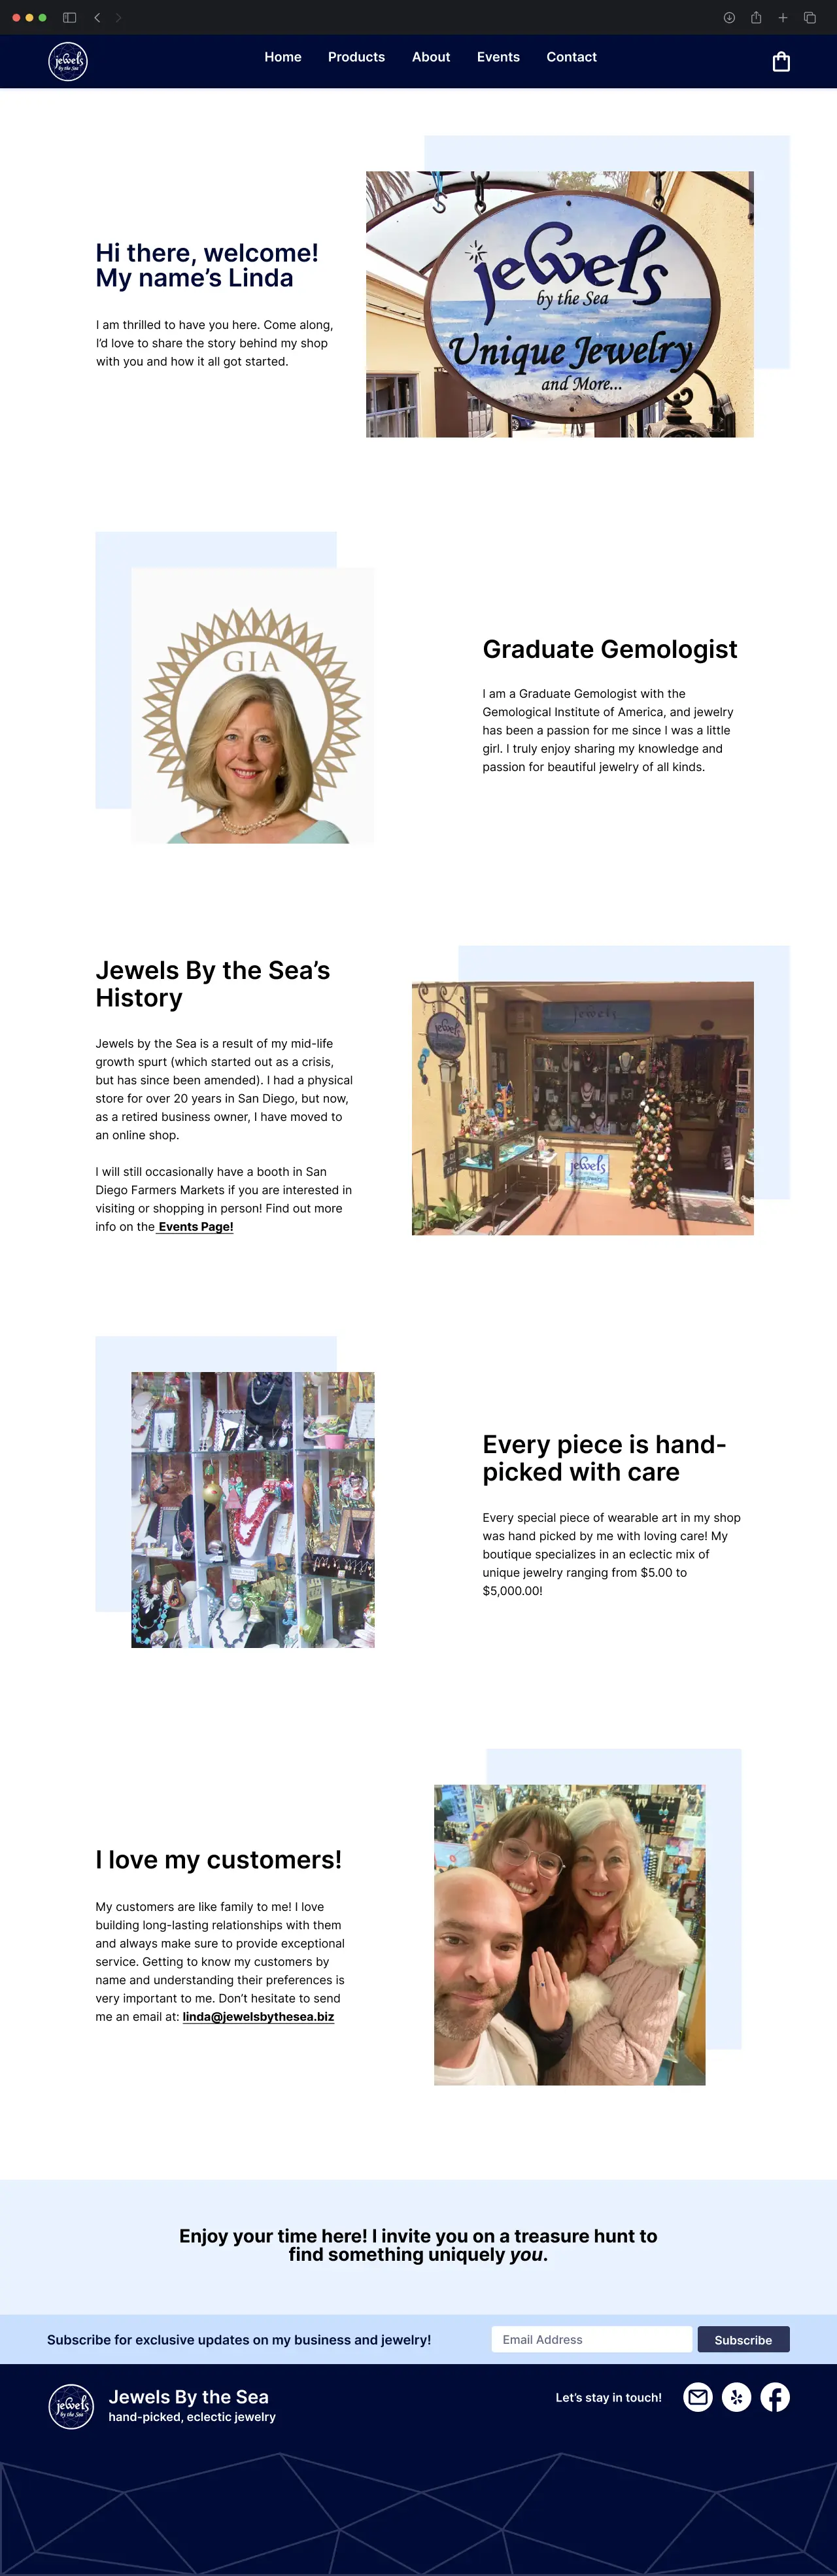 jewels
by the Sea
Home
Products
About
Events
Contact
Hi there, welcome!
My name’s Linda
I am thrilled to have you here. Come along,
I’d love to share the story behind my shop
with you and how it all got started.
jewels
by the Sea
Unique Jewelry
and More...
GIA
Graduate Gemologist
I am a Graduate Gemologist with the
Gemological Institute of America, and jewelry
has been a passion for me since I was a little
girl. I truly enjoy sharing my knowledge and
passion for beautiful jewelry of all kinds.
Jewels By the Sea’s
History
Jewels by the Sea is a result of my mid-life
growth spurt (which started out as a crisis,
but has since been amended). I had a physical
store for over 20 years in San Diego, but now,
as a retired business owner, I have moved to
an online shop.
I will still occasionally have a booth in San
Diego Farmers Markets if you are interested in
visiting or shopping in person! Find out more
info on the Events Page!
jewels
jewels
jewels
Every piece is hand-
picked with care
Every special piece of wearable art in my shop
was hand picked by me with loving care! My
boutique specializes in an eclectic mix of
unique jewelry ranging from $5.00 to
$5,000.00!
I love my customers!
My customers are like family to me! I love
building long-lasting relationships with them
and always make sure to provide exceptional
service. Getting to know my customers by
name and understanding their preferences is
very important to me. Don’t hesitate to send
me an email at: linda@jewelsbythesea.biz
Enjoy your time here! I invite you on a treasure hunt to
find something uniquely you.
Subscribe for exclusive updates on my business and jewelry!
Email Address
Subscribe
jewels
by the Sea
Jewels By the Sea
hand-picked, eclectic jewelry
Let’s stay in touch!